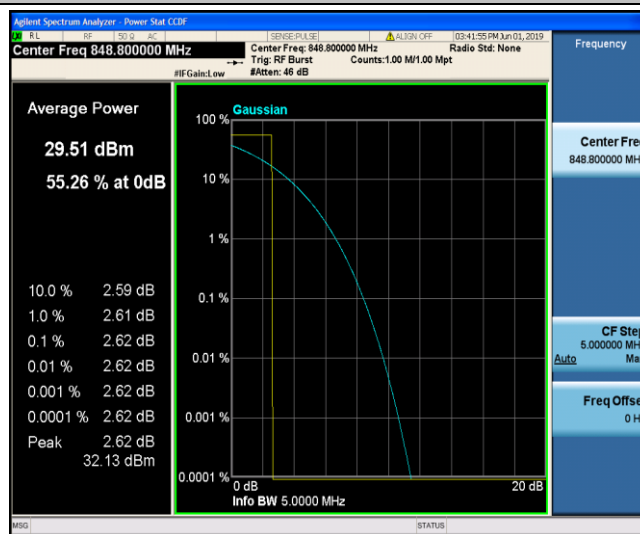 Agilent Spectrum Analyzer - Power Stat CCDF
RL RF 50 Ω AC SENSE:PULSE ALIGN OFF 03:41:55 PM Jun 01, 2019
Center Freq 848.800000 MHz
Center Freq: 848.800000 MHz Radio Std: None
Trig: RF Burst Counts:1.00 M/1.00 Mpt
#IFGain:Low #Atten: 46 dB
Frequency
Average Power
29.51 dBm
55.26 % at 0dB
10.0 % 2.59 dB
1.0 % 2.61 dB
0.1 % 2.62 dB
0.01 % 2.62 dB
0.001 % 2.62 dB
0.0001 % 2.62 dB
Peak 2.62 dB
32.13 dBm
Gaussian
100 %
10 %
1 %
0.1 %
0.01 %
0.001 %
0.0001 %
0 dB 20 dB
Info BW 5.0000 MHz
Center Fre
848.800000 MH
CF Ste
5.000000 MH
Auto Ma
Freq Offse
0 H
MSG STATUS